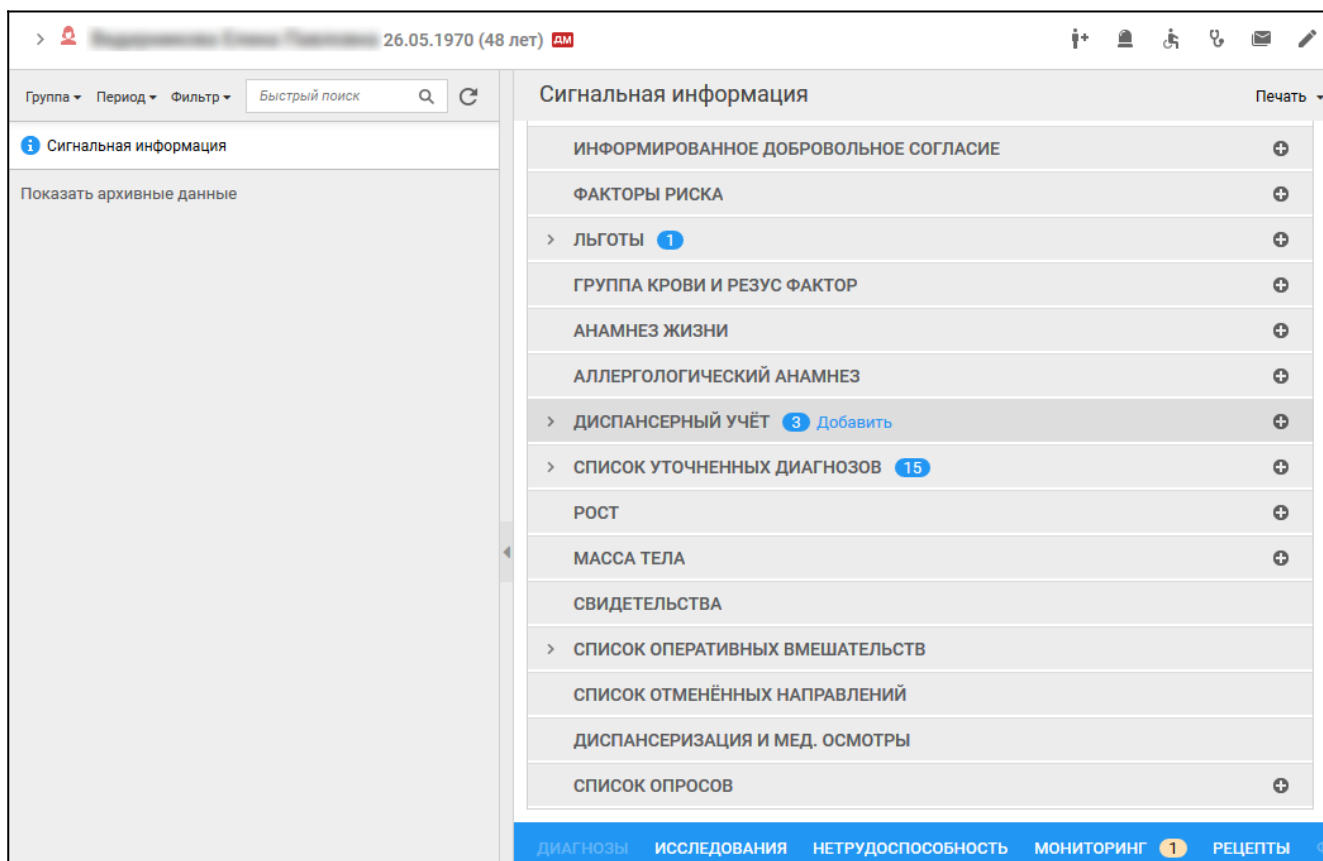 26.05.1970 (48 лет) ДМ
Группа Период Фильтр Быстрый поиск
Сигнальная информация
Показать архивные данные
Сигнальная информация Печать
ИНФОРМИРОВАННОЕ ДОБРОВОЛЬНОЕ СОГЛАСИЕ
ФАКТОРЫ РИСКА
ЛЬГОТЫ 1
ГРУППА КРОВИ И РЕЗУС ФАКТОР
АНАМНЕЗ ЖИЗНИ
АЛЛЕРГОЛОГИЧЕСКИЙ АНАМНЕЗ
ДИСПАНСЕРНЫЙ УЧЁТ 3 Добавить
СПИСОК УТОЧНЕННЫХ ДИАГНОЗОВ 15
РОСТ
МАССА ТЕЛА
СВИДЕТЕЛЬСТВА
СПИСОК ОПЕРАТИВНЫХ ВМЕШАТЕЛЬСТВ
СПИСОК ОТМЕНЁННЫХ НАПРАВЛЕНИЙ
ДИСПАНСЕРИЗАЦИЯ И МЕД. ОСМОТРЫ
СПИСОК ОПРОСОВ
ДИАГНОЗЫ ИССЛЕДОВАНИЯ НЕТРУДОСПОСОБНОСТЬ МОНИТОРИНГ 1 РЕЦЕПТЫ